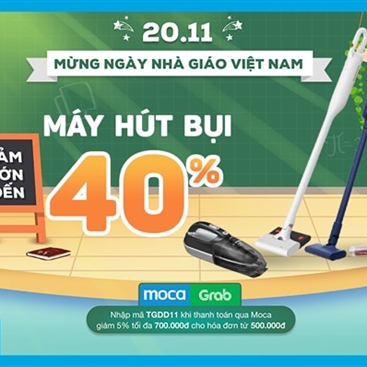 20.11
MỪNG NGÀY NHÀ GIÁO VIỆT NAM
MÁY HÚT BỤI
40%
ĐẾN
moca Grab
Nhập mã TGDD11 khi thanh toán qua Moca
giảm 5% tối đa 700.000đ cho hóa đơn từ 500.000đ